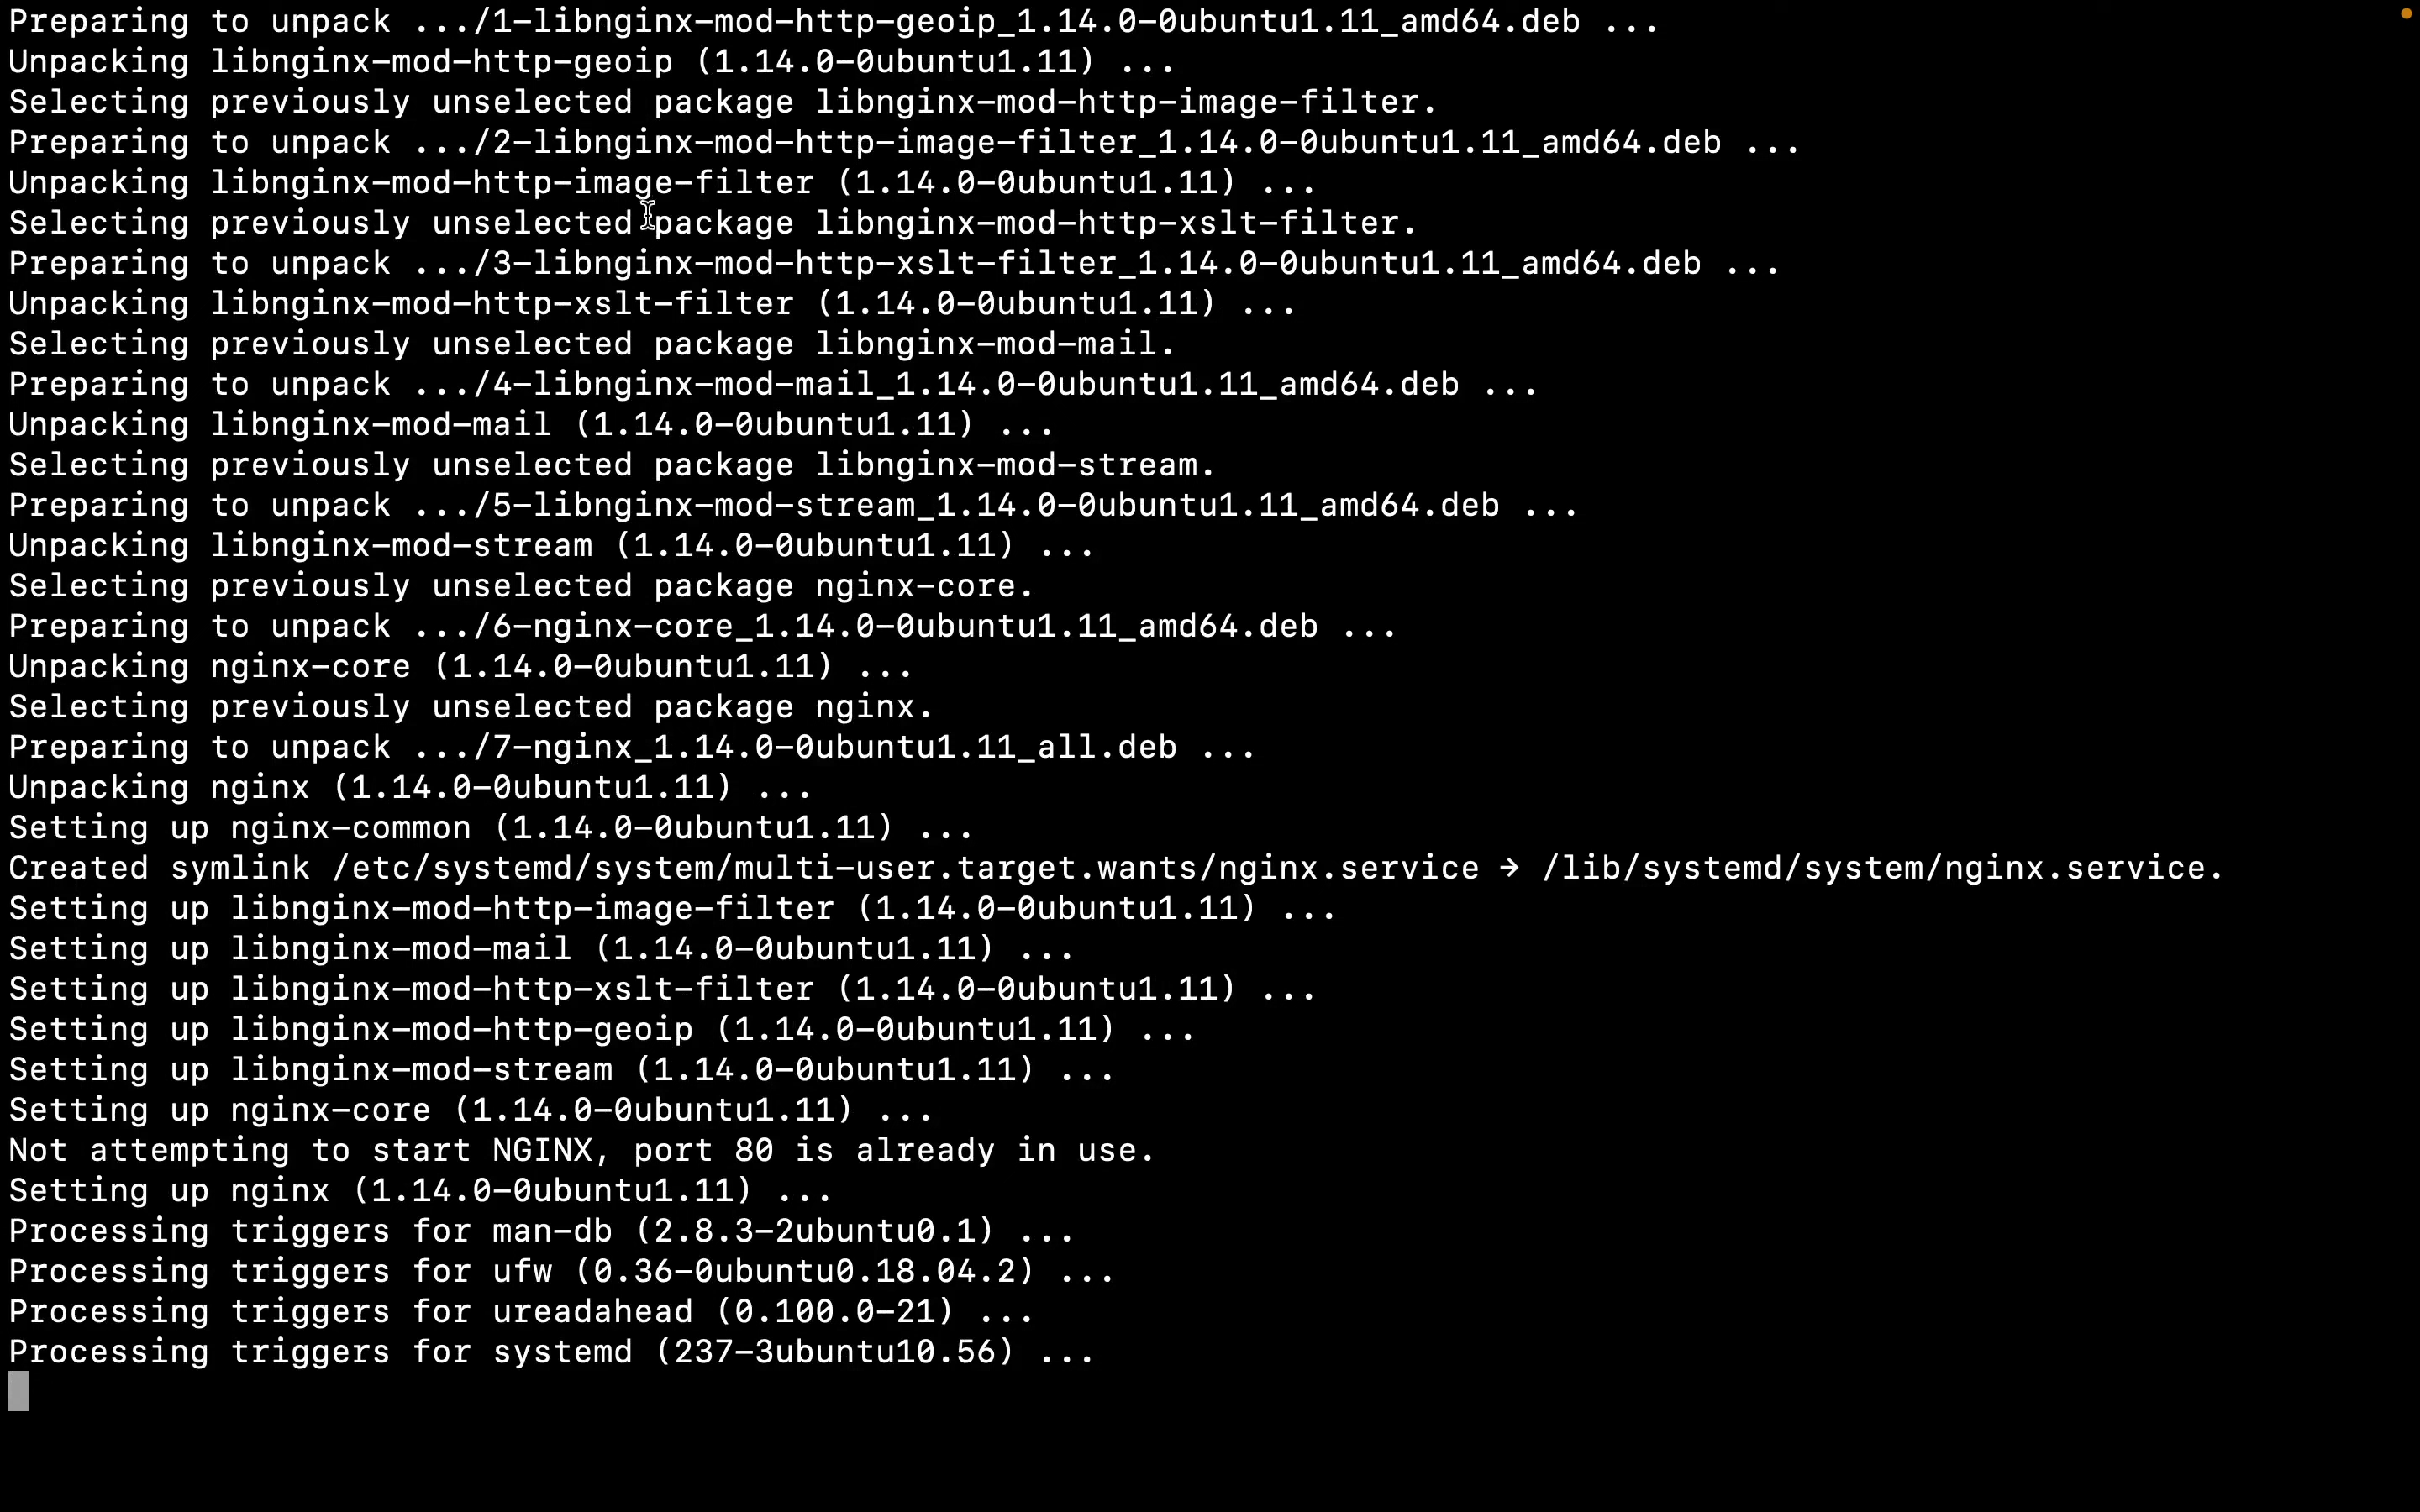 Preparing to unpack .../1-libnginx-mod-http-geoip_1.14.0-0ubuntu1.11_amd64.deb ...
Unpacking libnginx-mod-http-geoip (1.14.0-0ubuntu1.11) ...
Selecting previously unselected package libnginx-mod-http-image-filter.
Preparing to unpack .../2-libnginx-mod-http-image-filter_1.14.0-0ubuntu1.11_amd64.deb ...
Unpacking libnginx-mod-http-image-filter (1.14.0-0ubuntu1.11) ...
Selecting previously unselected package libnginx-mod-http-xslt-filter.
Preparing to unpack .../3-libnginx-mod-http-xslt-filter_1.14.0-0ubuntu1.11_amd64.deb ...
Unpacking libnginx-mod-http-xslt-filter (1.14.0-0ubuntu1.11) ...
Selecting previously unselected package libnginx-mod-mail.
Preparing to unpack .../4-libnginx-mod-mail_1.14.0-0ubuntu1.11_amd64.deb ...
Unpacking libnginx-mod-mail (1.14.0-0ubuntu1.11) ...
Selecting previously unselected package libnginx-mod-stream.
Preparing to unpack .../5-libnginx-mod-stream_1.14.0-0ubuntu1.11_amd64.deb ...
Unpacking libnginx-mod-stream (1.14.0-0ubuntu1.11) ...
Selecting previously unselected package nginx-core.
Preparing to unpack .../6-nginx-core_1.14.0-0ubuntu1.11_amd64.deb ...
Unpacking nginx-core (1.14.0-0ubuntu1.11) ...
Selecting previously unselected package nginx.
Preparing to unpack .../7-nginx_1.14.0-0ubuntu1.11_all.deb ...
Unpacking nginx (1.14.0-0ubuntu1.11) ...
Setting up nginx-common (1.14.0-0ubuntu1.11) ...
Created symlink /etc/systemd/system/multi-user.target.wants/nginx.service → /lib/systemd/system/nginx.service.
Setting up libnginx-mod-http-image-filter (1.14.0-0ubuntu1.11) ...
Setting up libnginx-mod-mail (1.14.0-0ubuntu1.11) ...
Setting up libnginx-mod-http-xslt-filter (1.14.0-0ubuntu1.11) ...
Setting up libnginx-mod-http-geoip (1.14.0-0ubuntu1.11) ...
Setting up libnginx-mod-stream (1.14.0-0ubuntu1.11) ...
Setting up nginx-core (1.14.0-0ubuntu1.11) ...
Not attempting to start NGINX, port 80 is already in use.
Setting up nginx (1.14.0-0ubuntu1.11) ...
Processing triggers for man-db (2.8.3-2ubuntu0.1) ...
Processing triggers for ufw (0.36-0ubuntu0.18.04.2) ...
Processing triggers for ureadahead (0.100.0-21) ...
Processing triggers for systemd (237-3ubuntu10.56) ...